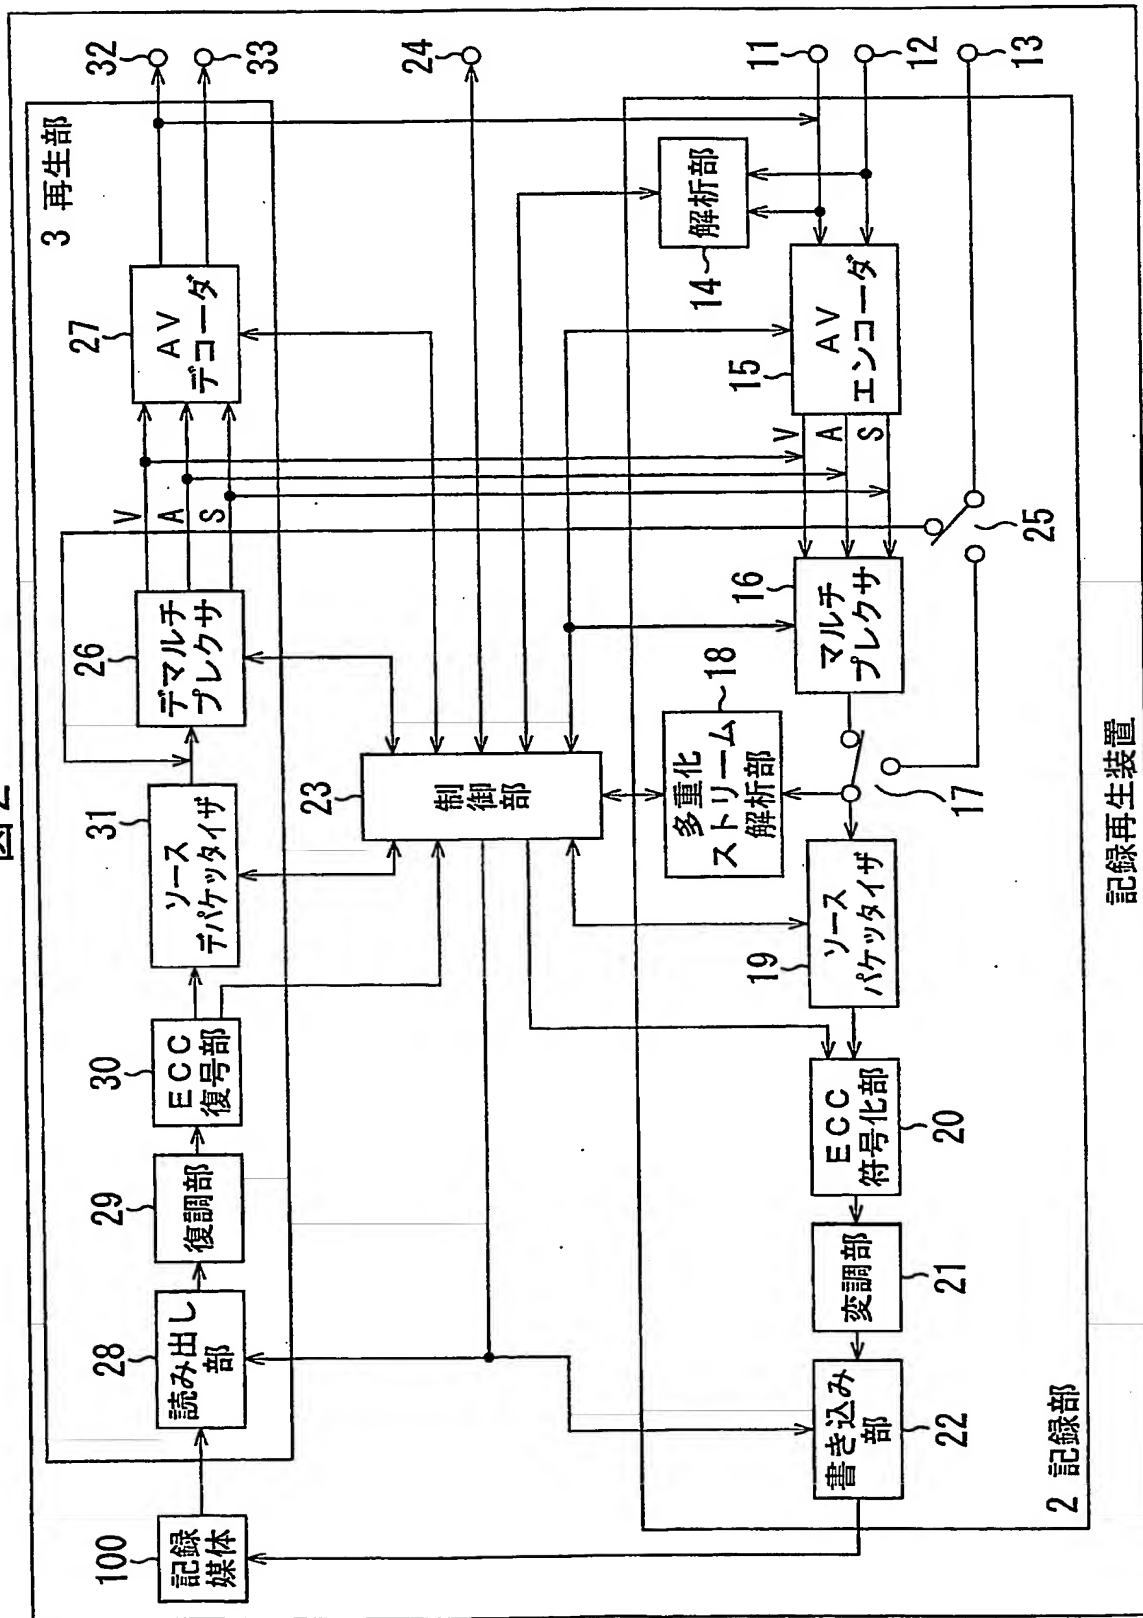 図2
3 再生部
32
33
24
11
12
13
27
AV
デコーダ
解析部
14
AV
エンコーダ
15
V
A
S
V
A
S
25
26
デマルチ
プレクサ
16
マルチ
プレクサ
多重化
ストリーム
解析部
18
17
23
制御部
31
ソース
デパケッタイザ
ソース
パケッタイザ
19
30
ECC
復号部
ECC
符号化部
20
29
復調部
変調部
21
28
読み出し
部
書き込み
部
22
100
記録
媒体
2 記録部
記録再生装置